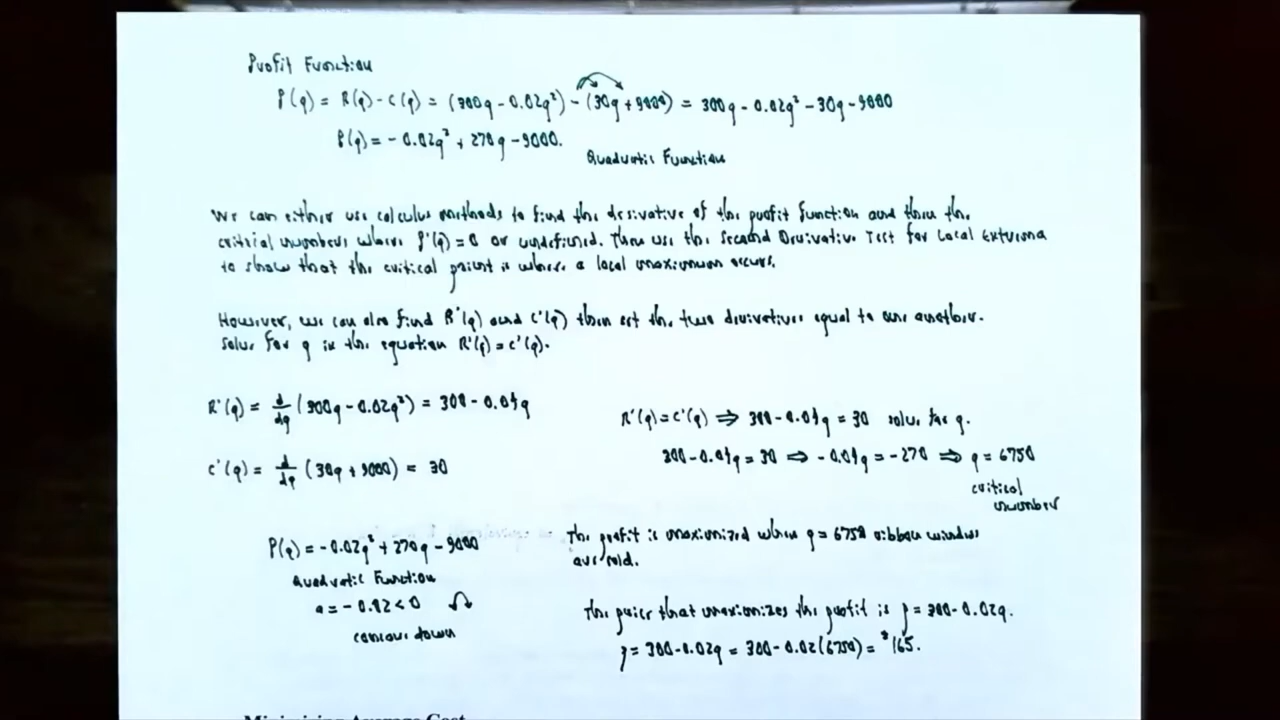 Profit Function
P(q) = R(q) - C(q) = (300q - 0.02q²) - (30q + 9000) = 300q - 0.02q² - 30q - 9000
P(q) = -0.02q² + 270q - 9000.
Quadratic Function
We can either use calculus methods to find the derivative of the profit function and then the
critical numbers where P'(q) = 0 or undefined. Then use the Second Derivative Test for Local Extrema
to show that the critical point is where a local maximum occurs.
However, we can also find R'(q) and C'(q) then set the two derivatives equal to one another.
Solve for q in the equation R'(q) = C'(q).
R'(q) = d/dq (300q - 0.02q²) = 300 - 0.04q
C'(q) = d/dq (30q + 9000) = 30
R'(q) = C'(q) ⇒ 300 - 0.04q = 30 solve for q.
300 - 0.04q = 30 ⇒ -0.04q = -270 ⇒ q = 6750
critical
number
P(q) = -0.02q² + 270q - 9000
Quadratic Function
a = -0.02 < 0
concave down
The profit is maximized when q = 6750 ribbon
are sold.
The price that maximizes the profit is p = 300 - 0.02q.
p = 300 - 0.02q = 300 - 0.02(6750) = $165.
Minimizing Average Cost